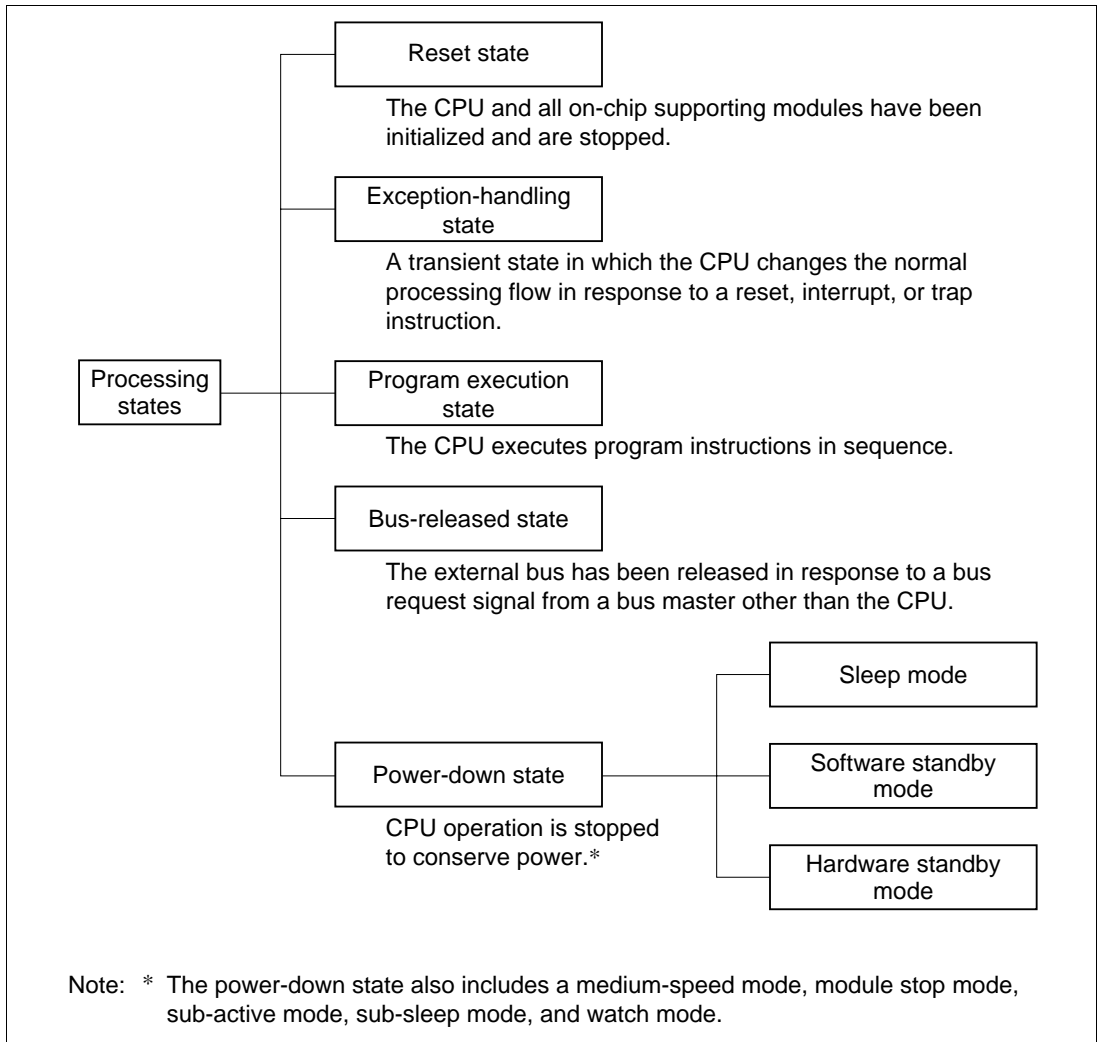 Reset state
The CPU and all on-chip supporting modules have been
initialized and are stopped.
Exception-handling
state
A transient state in which the CPU changes the normal
processing flow in response to a reset, interrupt, or trap
instruction.
Processing
states
Program execution
state
The CPU executes program instructions in sequence.
Bus-released state
The external bus has been released in response to a bus
request signal from a bus master other than the CPU.
Sleep mode
Power-down state
Software standby
mode
CPU operation is stopped
to conserve power.*
Hardware standby
mode
Note: * The power-down state also includes a medium-speed mode, module stop mode,
sub-active mode, sub-sleep mode, and watch mode.